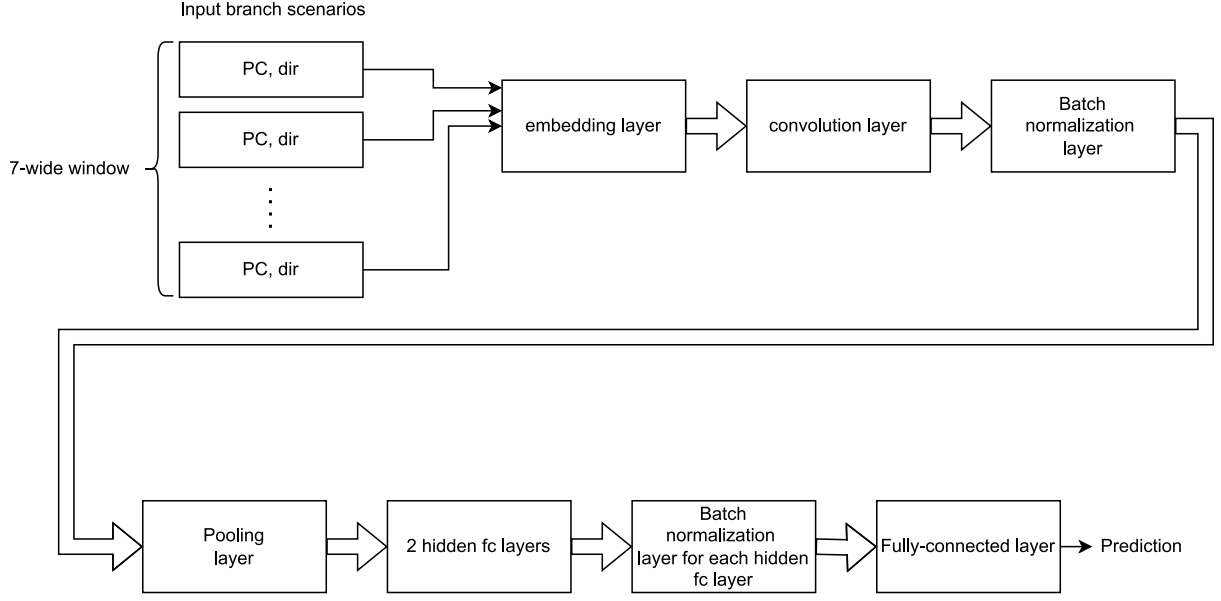 Input branch scenarios
PC, dir
PC, dir
7-wide window
PC, dir
embedding layer
convolution layer
Batch
normalization
layer
Pooling
layer
2 hidden fc layers
Batch
normalization
layer for each hidden
fc layer
Fully-connected layer
Prediction